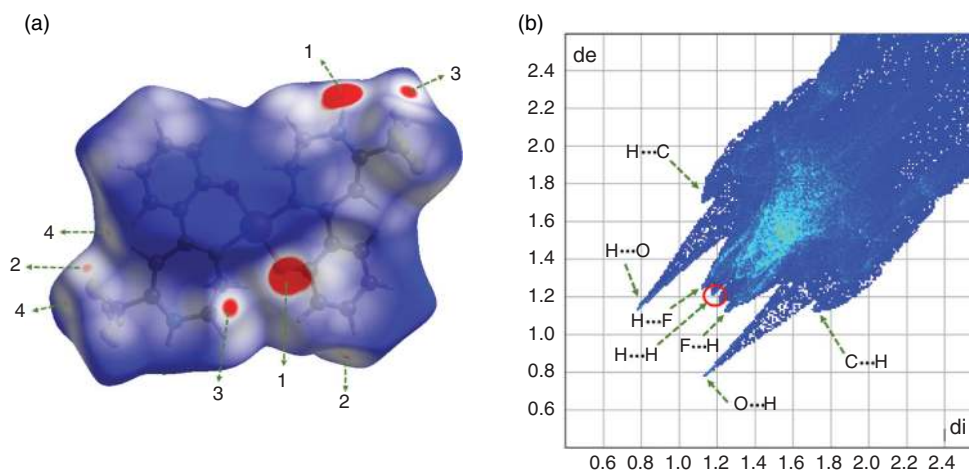 (a)
1
3
4
2
4
3
1
2
(b)
de
2.4
2.2
2.0
1.8
1.6
1.4
1.2
1.0
0.8
0.6
H•••C
H•••O
H•••F
H•••H
F•••H
C•••H
O•••H
di
0.6 0.8 1.0 1.2 1.4 1.6 1.8 2.0 2.2 2.4